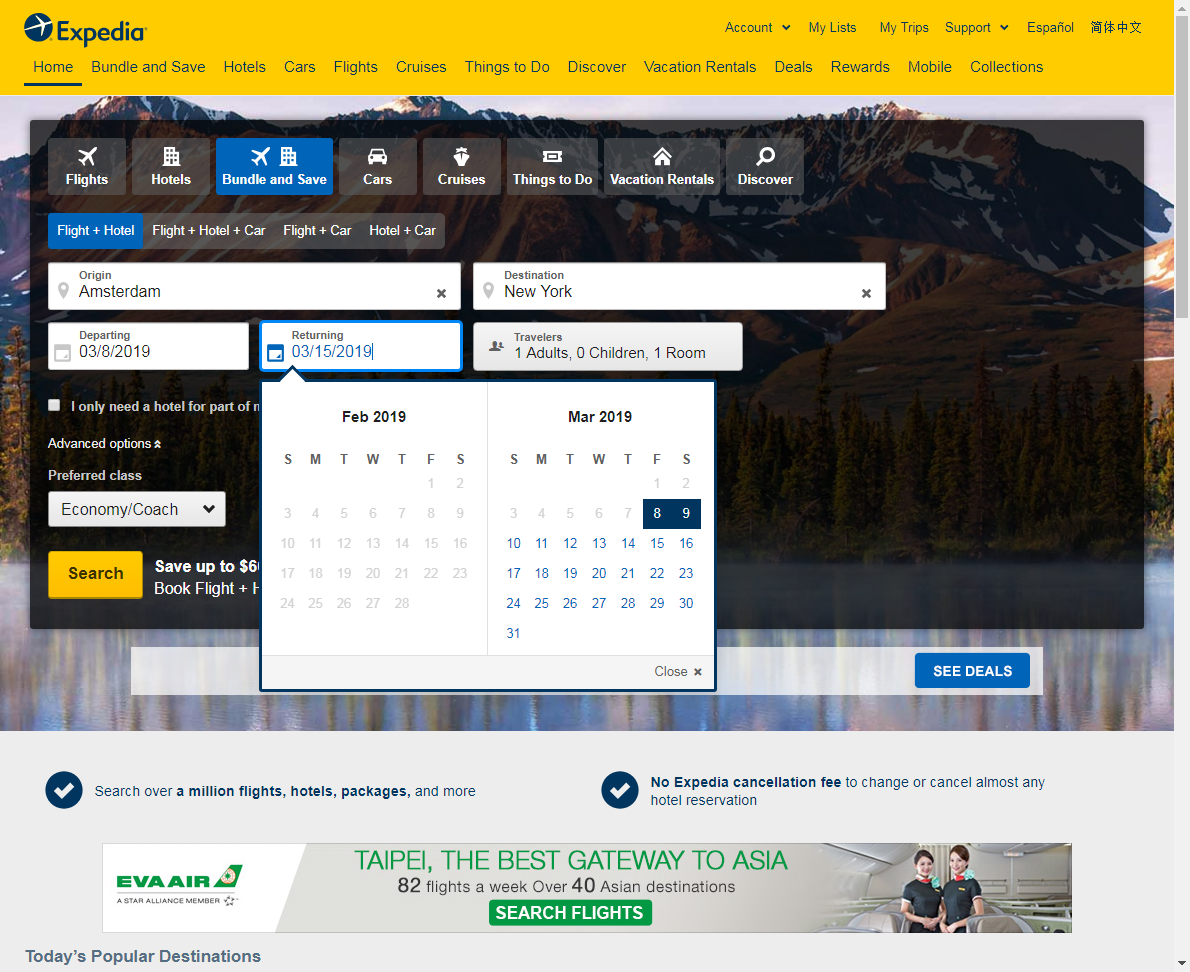 Expedia
Account
My Lists
My Trips
Support
Español
简体中文
Home
Bundle and Save
Hotels
Cars
Flights
Cruises
Things to Do
Discover
Vacation Rentals
Deals
Rewards
Mobile
Collections
Flights
Hotels
Bundle and Save
Cars
Cruises
Things to Do
Vacation Rentals
Discover
Flight + Hotel
Flight + Hotel + Car
Flight + Car
Hotel + Car
Origin
Amsterdam
Destination
New York
Departing
03/8/2019
Returning
03/15/2019
Travelers
1 Adults, 0 Children, 1 Room
I only need a hotel for part of
Advanced options
Preferred class
Economy/Coach
Search
Save up to
Book Flight +
Feb 2019
S M T W T F S
1 2
3 4 5 6 7 8 9
10 11 12 13 14 15 16
17 18 19 20 21 22 23
24 25 26 27 28
Mar 2019
S M T W T F S
1 2
3 4 5 6 7 8 9
10 11 12 13 14 15 16
17 18 19 20 21 22 23
24 25 26 27 28 29 30
31
Close
SEE DEALS
Search over a million flights, hotels, packages, and more
No Expedia cancellation fee to change or cancel almost any
hotel reservation
EVA AIR
A STAR ALLIANCE MEMBER
TAIPEI, THE BEST GATEWAY TO ASIA
82 flights a week Over 40 Asian destinations
SEARCH FLIGHTS
Today's Popular Destinations